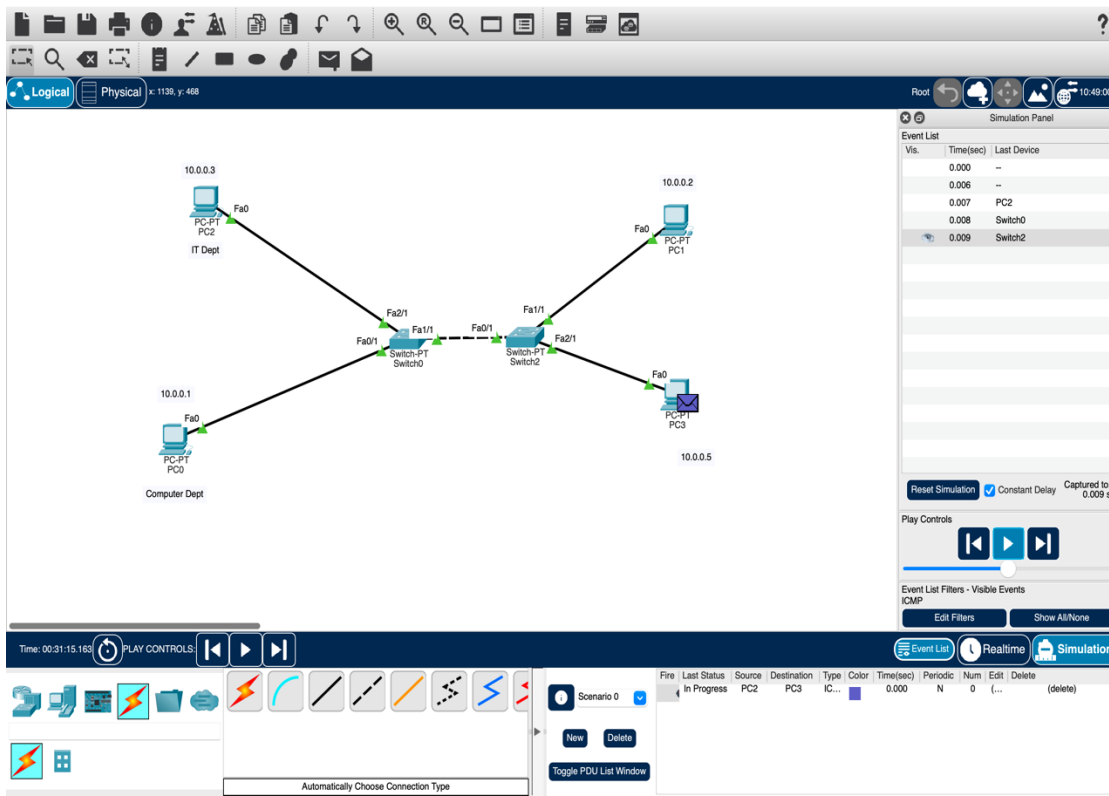 ?
Logical
Physical
x: 1139, y: 468
Root
10:49:00
Simulation Panel
Event List
Vis. Time(sec) Last Device
0.000 --
0.006 --
0.007 PC2
0.008 Switch0
0.009 Switch2
Reset Simulation
Constant Delay
Captured to
0.009 s
Play Controls
Event List Filters - Visible Events
ICMP
Edit Filters
Show All/None
10.0.0.3
Fa0
PC-PT
PC2
IT Dept
10.0.0.2
Fa0
PC-PT
PC1
Fa2/1
Fa1/1
Fa0/1
Switch-PT
Switch0
Fa0/1
Fa1/1
Fa2/1
Switch-PT
Switch2
10.0.0.1
Fa0
PC-PT
PC0
Computer Dept
Fa0
PC-PT
PC3
10.0.0.5
Time: 00:31:15.163
PLAY CONTROLS:
Event List
Realtime
Simulation
Automatically Choose Connection Type
Scenario 0
New
Delete
Toggle PDU List Window
Fire Last Status Source Destination Type Color Time(sec) Periodic Num Edit Delete
In Progress PC2 PC3 IC... 0.000 N 0 (... (delete)